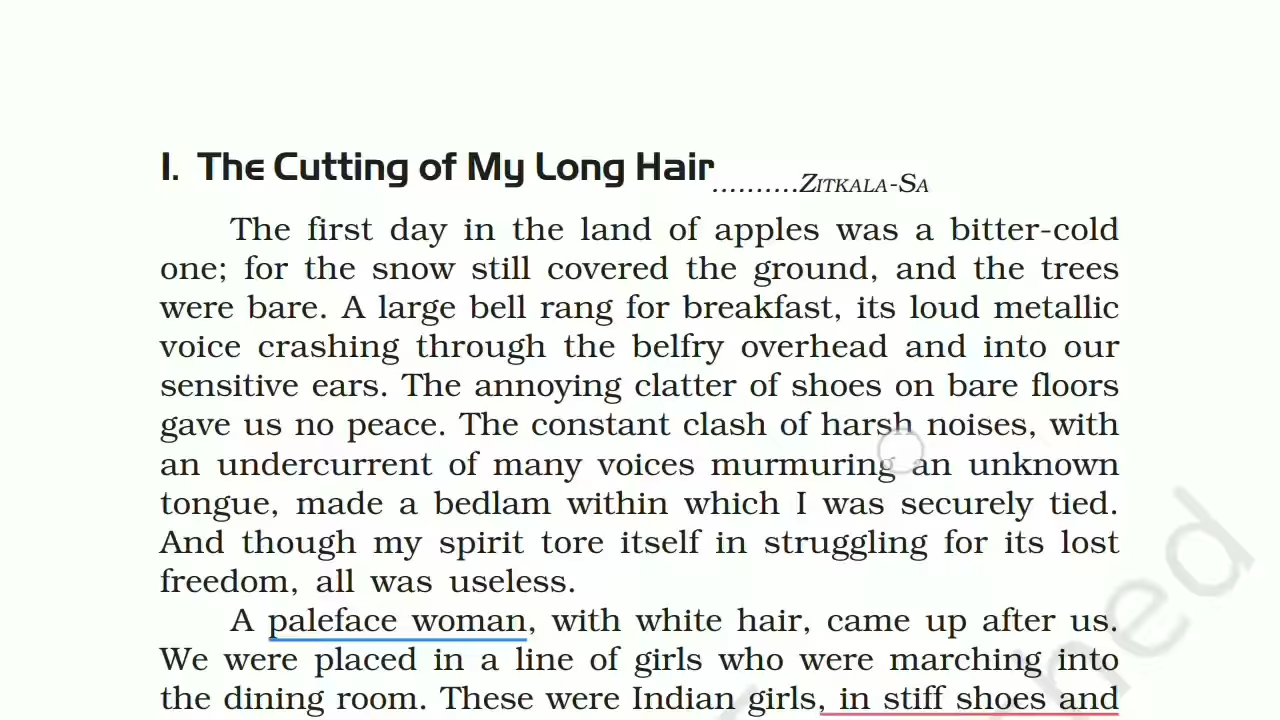 I. The Cutting of My Long Hair
..........ZITKALA-SA
The first day in the land of apples was a bitter-cold
one; for the snow still covered the ground, and the trees
were bare. A large bell rang for breakfast, its loud metallic
voice crashing through the belfry overhead and into our
sensitive ears. The annoying clatter of shoes on bare floors
gave us no peace. The constant clash of harsh noises, with
an undercurrent of many voices murmuring an unknown
tongue, made a bedlam within which I was securely tied.
And though my spirit tore itself in struggling for its lost
freedom, all was useless.
A paleface woman, with white hair, came up after us.
We were placed in a line of girls who were marching into
the dining room. These were Indian girls, in stiff shoes and